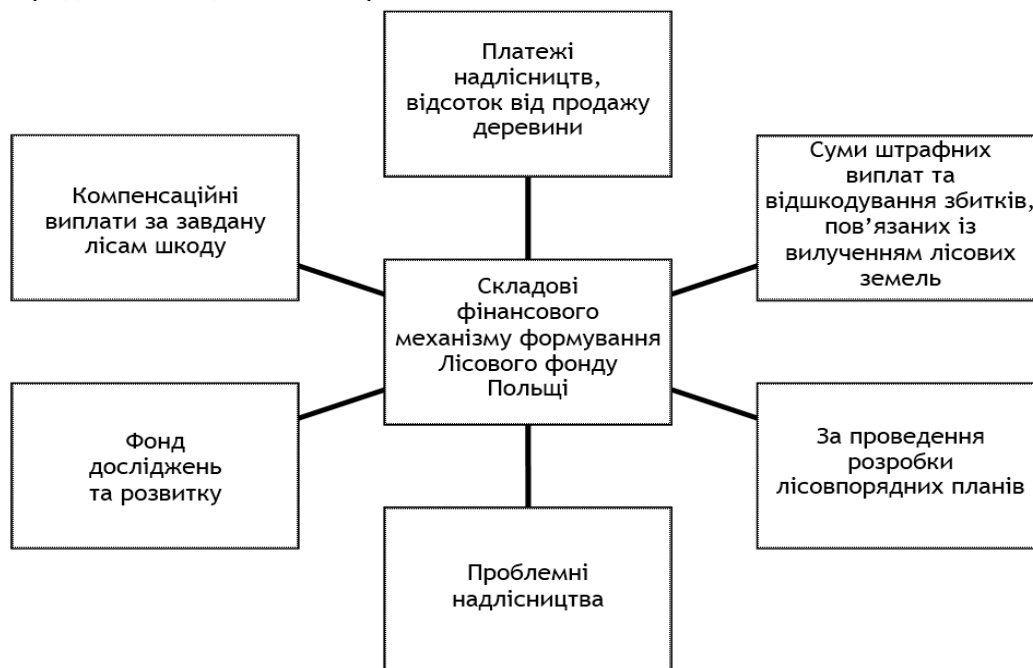 Платежі
надлісництв,
відсоток від продажу
деревини
Компенсаційні
виплати за завдану
лісам шкоду
Суми штрафних
виплат та
відшкодування збитків,
пов’язаних із
вилученням лісових
земель
Складові
фінансового
механізму формування
Лісового фонду
Польщі
Фонд
досліджень
та розвитку
За проведення
розробки
лісовпорядних планів
Проблемні
надлісництва